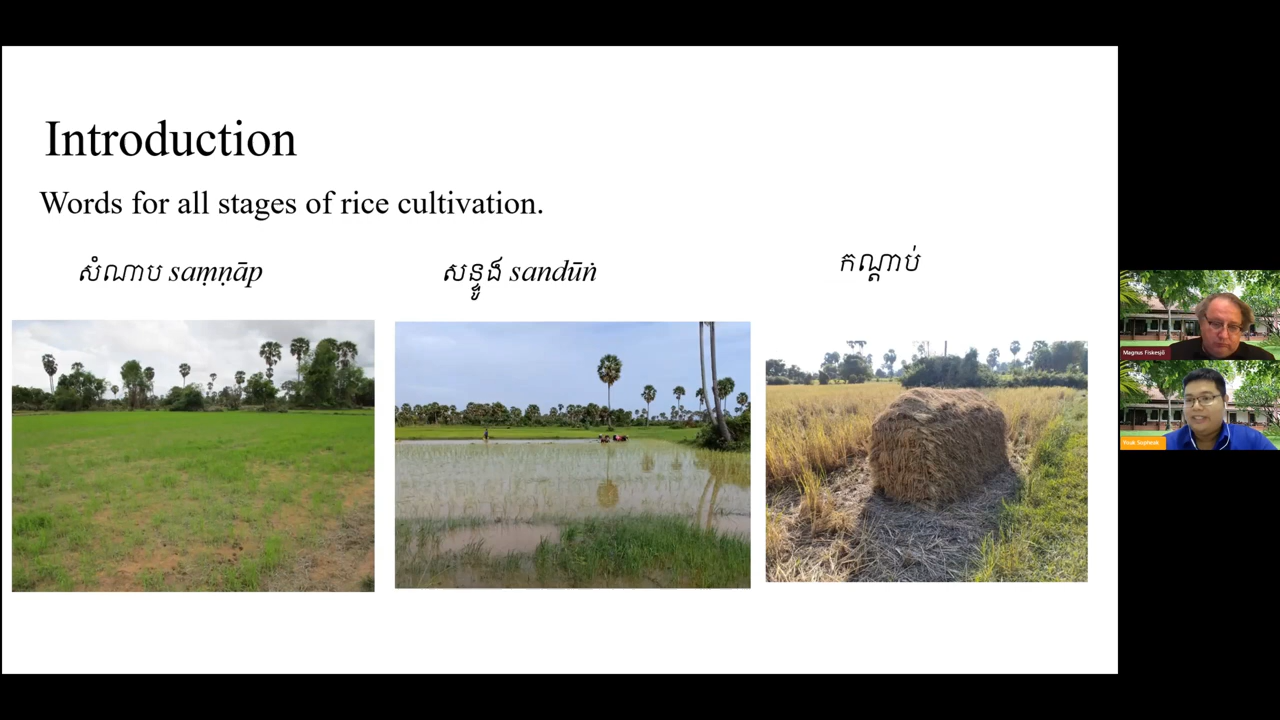 Introduction
Words for all stages of rice cultivation.
សំណាប saṃṇāp
សន្ទូង sandūṅ
កណ្ដាប់
Magnus Fiskesjö
Youk Sopheak